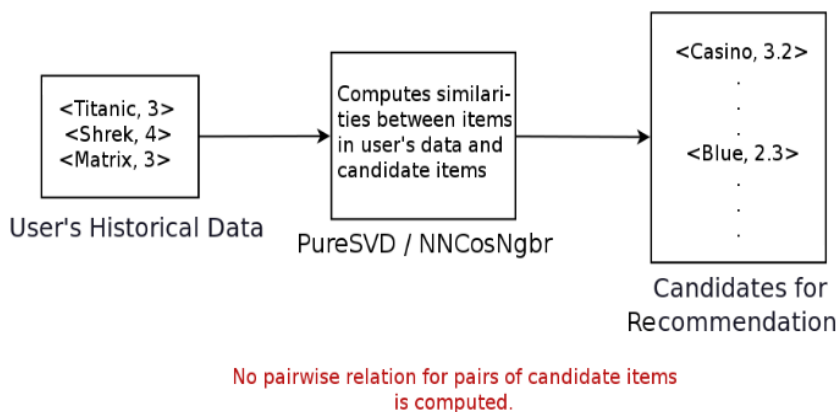 <Titanic, 3>
<Shrek, 4>
<Matrix, 3>
User's Historical Data
Computes similari-
ties between items
in user's data and
candidate items
PureSVD / NNCosNgbr
<Casino, 3.2>
.
.
.
<Blue, 2.3>
.
.
.
Candidates for
Recommendation
No pairwise relation for pairs of candidate items
is computed.